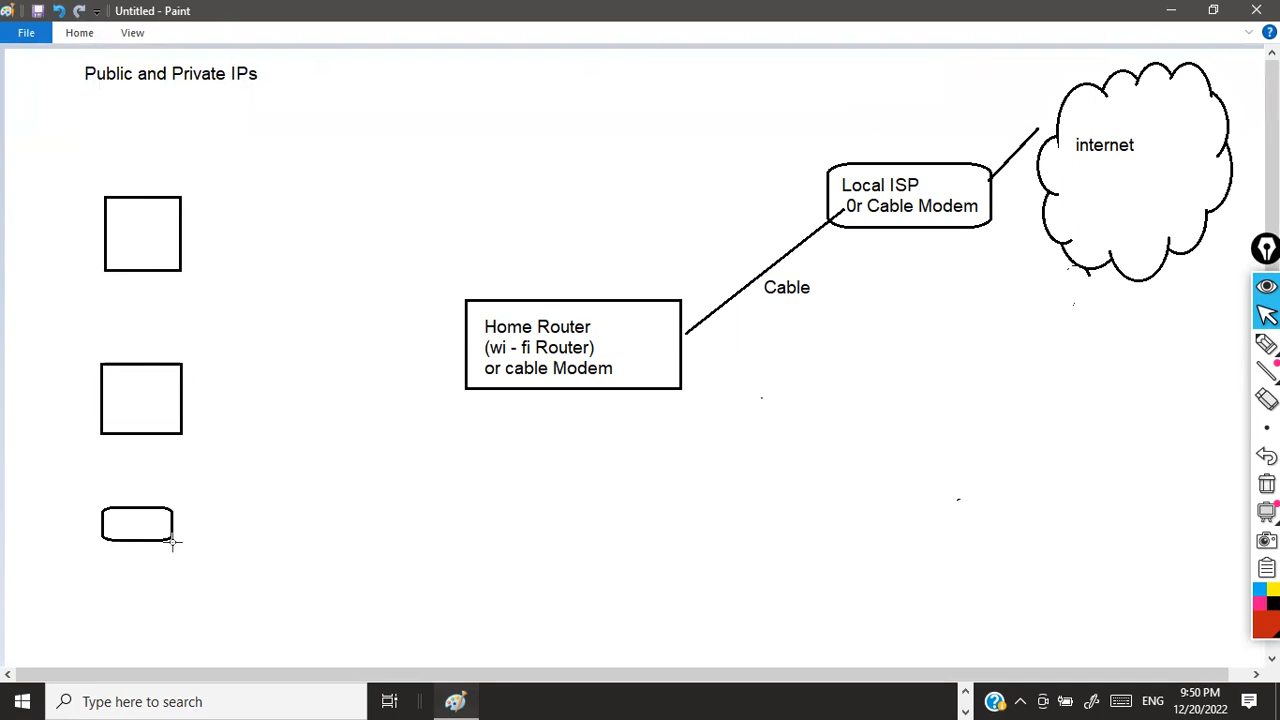 Untitled - Paint
File Home View
Public and Private IPs
internet
Local ISP
0r Cable Modem
Cable
Home Router
(wi - fi Router)
or cable Modem
Type here to search
ENG
9:50 PM
12/20/2022